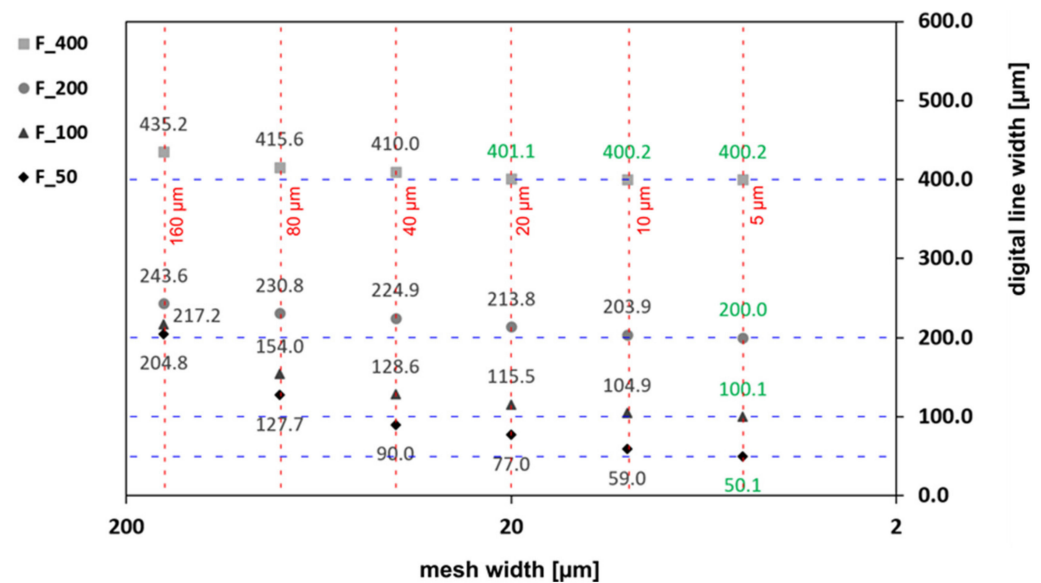 600.0
F_400
F_200
F_100
F_50
500.0
435.2
415.6
410.0
401.1
400.2
400.2
400.0
160 µm
80 µm
40 µm
20 µm
10 µm
5 µm
300.0
243.6
230.8
224.9
213.8
203.9
200.0
217.2
200.0
204.8
154.0
128.6
115.5
104.9
100.1
127.7
100.0
90.0
77.0
59.0
50.1
0.0
200
20
2
mesh width [µm]
digital line width [µm]